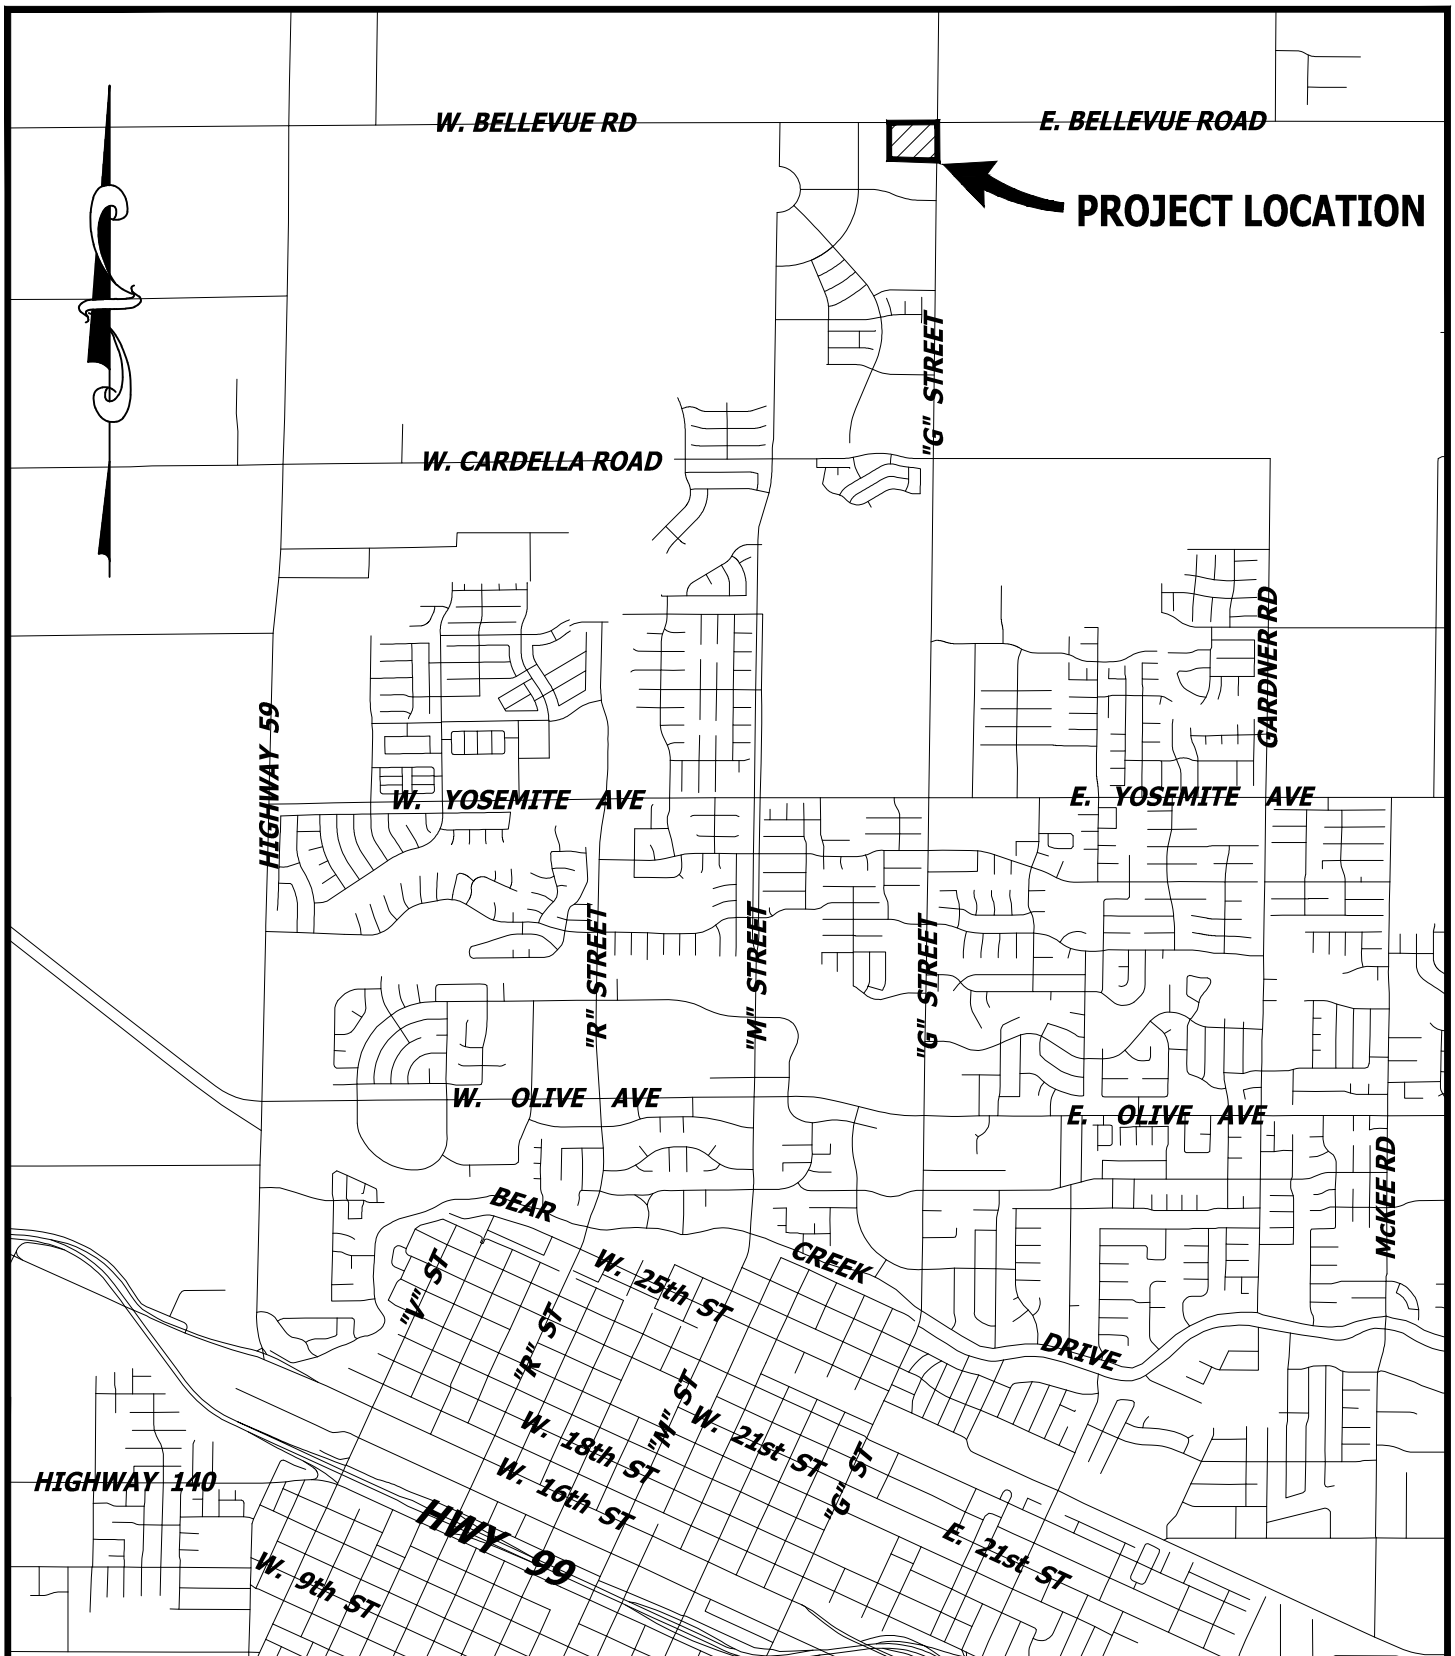 W. BELLEVUE RD
E. BELLEVUE ROAD
PROJECT LOCATION
"G" STREET
W. CARDELLA ROAD
GARDNER RD
HIGHWAY 59
W. YOSEMITE AVE
E. YOSEMITE AVE
"R" STREET
"M" STREET
"G" STREET
W. OLIVE AVE
E. OLIVE AVE
McKEE RD
BEAR
CREEK
DRIVE
"V" ST
W. 25th ST
"R" ST
"M" ST
W. 21st ST
W. 18th ST
"G" ST
W. 16th ST
HIGHWAY 140
HWY 99
E. 21st ST
W. 9th ST